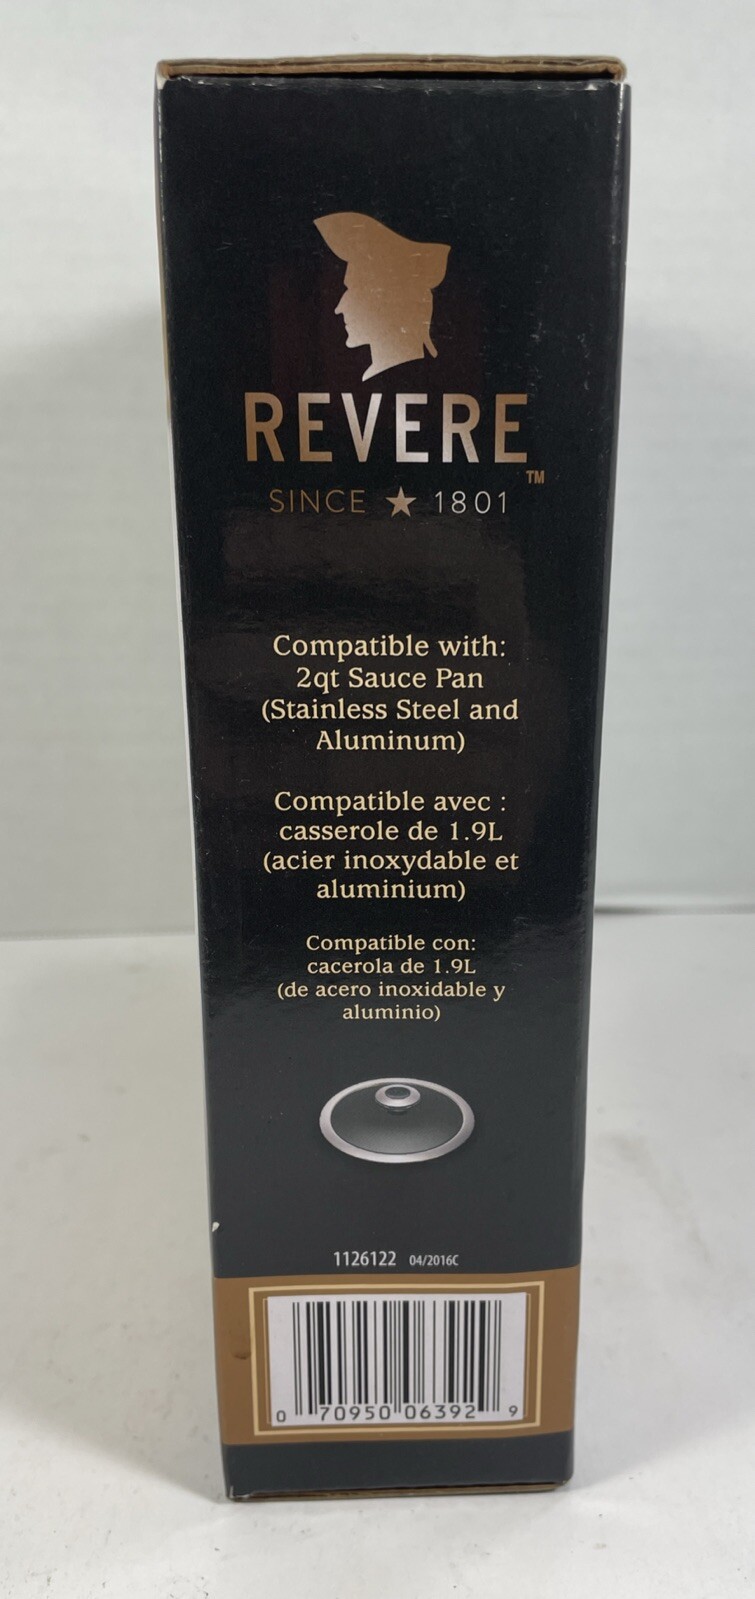 REVERE
TM
SINCE ★ 1801
Compatible with:
2qt Sauce Pan
(Stainless Steel and
Aluminum)
Compatible avec :
casserole de 1.9L
(acier inoxydable et
aluminium)
Compatible con:
cacerola de 1.9L
(de acero inoxidable y
aluminio)
1126122 04/2016C
0 70950 06392 9